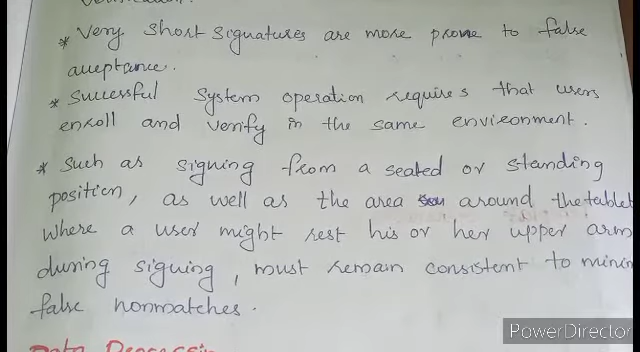 * Very short signatures are more prone to false
acceptance.
* Successful system operation requires that users
enroll and verify in the same environment.
* Such as signing from a seated or standing
position, as well as the area around the tablet
where a user might rest his or her upper arm
during signing, must remain consistent to minim
false nonmatches.
Data
PowerDirector